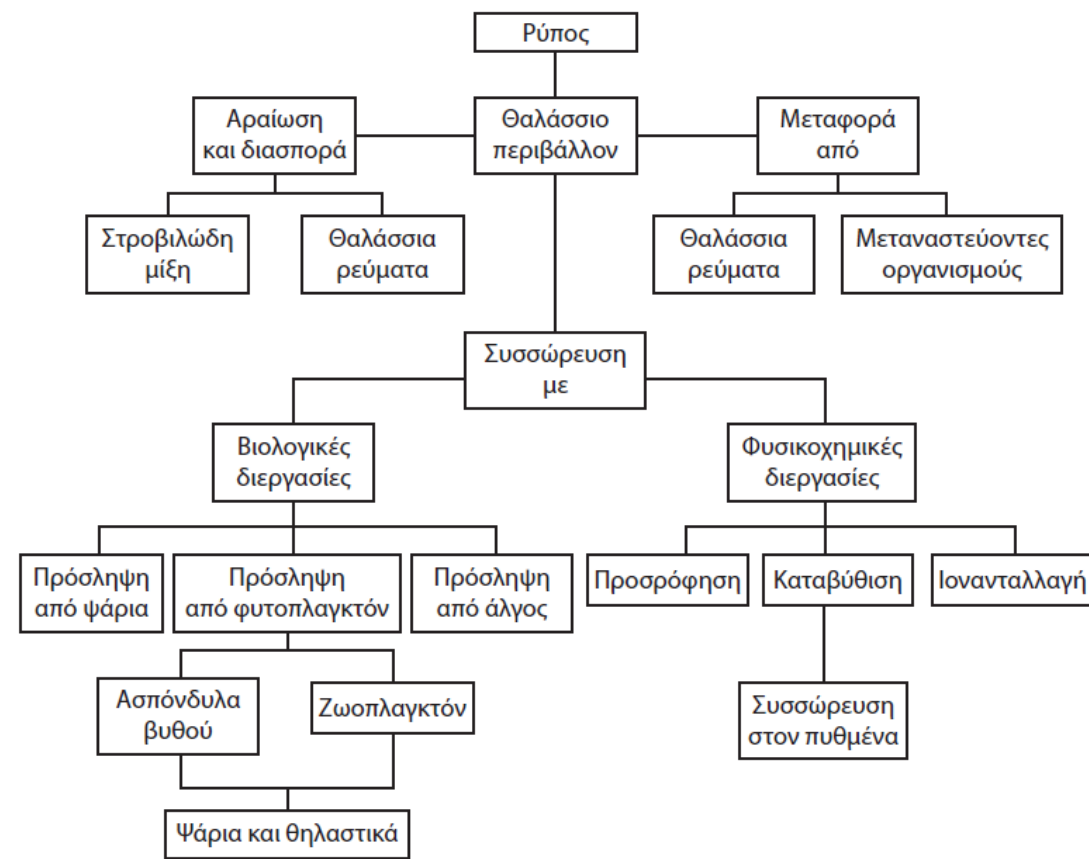 Ρύπος
Αραίωση
και διασπορά
Θαλάσσιο
περιβάλλον
Μεταφορά
από
Στροβιλώδη
μίξη
Θαλάσσια
ρεύματα
Θαλάσσια
ρεύματα
Μεταναστεύοντες
οργανισμούς
Συσσώρευση
με
Βιολογικές
διεργασίες
Φυσικοχημικές
διεργασίες
Πρόσληψη
από ψάρια
Πρόσληψη
από φυτοπλαγκτόν
Πρόσληψη
από άλγος
Προσρόφηση
Καταβύθιση
Ιονανταλλαγή
Ασπόνδυλα
βυθού
Ζωοπλαγκτόν
Συσσώρευση
στον πυθμένα
Ψάρια και θηλαστικά